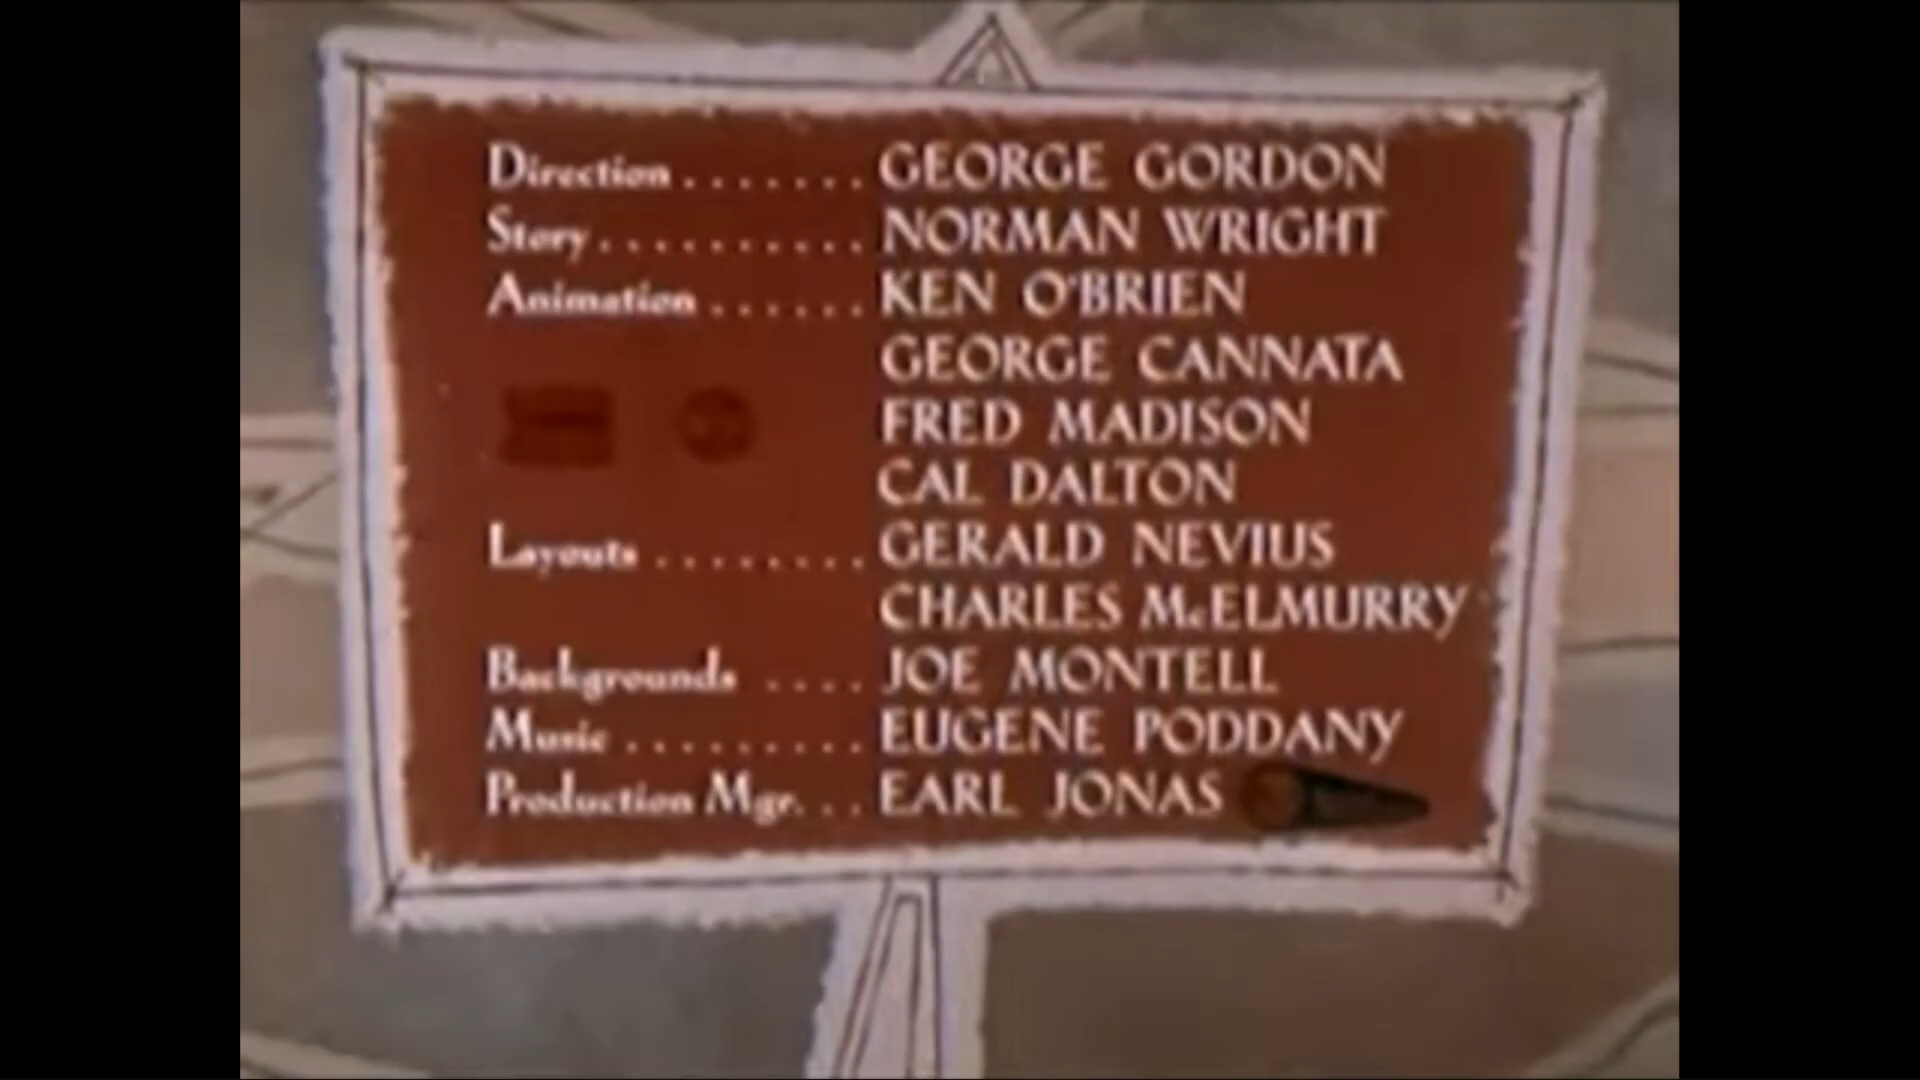 Direction ....... GEORGE GORDON
Story .......... NORMAN WRIGHT
Animation ...... KEN O'BRIEN
GEORGE CANNATA
FRED MADISON
CAL DALTON
Layouts ........ GERALD NEVIUS
CHARLES McELMURRY
Backgrounds .... JOE MONTELL
Music .......... EUGENE PODDANY
Production Mgr. .. EARL JONAS